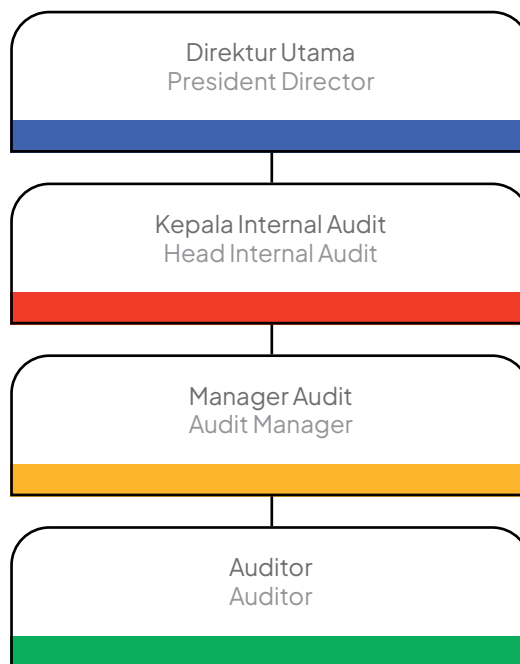 Direktur Utama
President Director
Kepala Internal Audit
Head Internal Audit
Manager Audit
Audit Manager
Auditor
Auditor